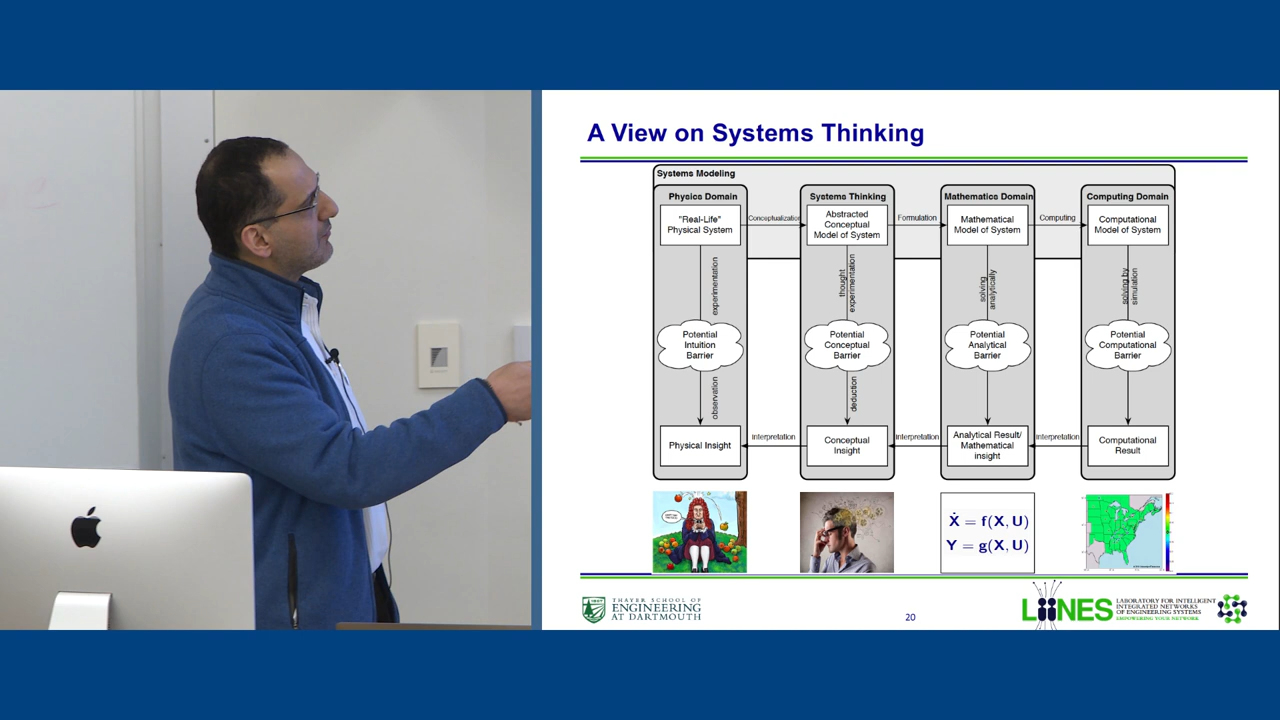 A View on Systems Thinking
Systems Modeling
Physics Domain
Systems Thinking
Mathematics Domain
Computing Domain
"Real-Life"
Physical System
Conceptualization
Abstracted
Conceptual
Model of System
Formulation
Mathematical
Model of System
Computing
Computational
Model of System
experimentation
thought
experimentation
solving
analytically
solving by
simulation
Potential
Intuition
Barrier
Potential
Conceptual
Barrier
Potential
Analytical
Barrier
Potential
Computational
Barrier
observation
deduction
Physical Insight
interpretation
Conceptual
Insight
interpretation
Analytical Result/
Mathematical
insight
interpretation
Computational
Result
Ẋ = f(X, U)
Y = g(X, U)
THAYER SCHOOL OF
ENGINEERING
AT DARTMOUTH
20
LIINES
LABORATORY FOR INTELLIGENT
INTEGRATED NETWORKS
OF ENGINEERING SYSTEMS
EMPOWERING YOUR NETWORK